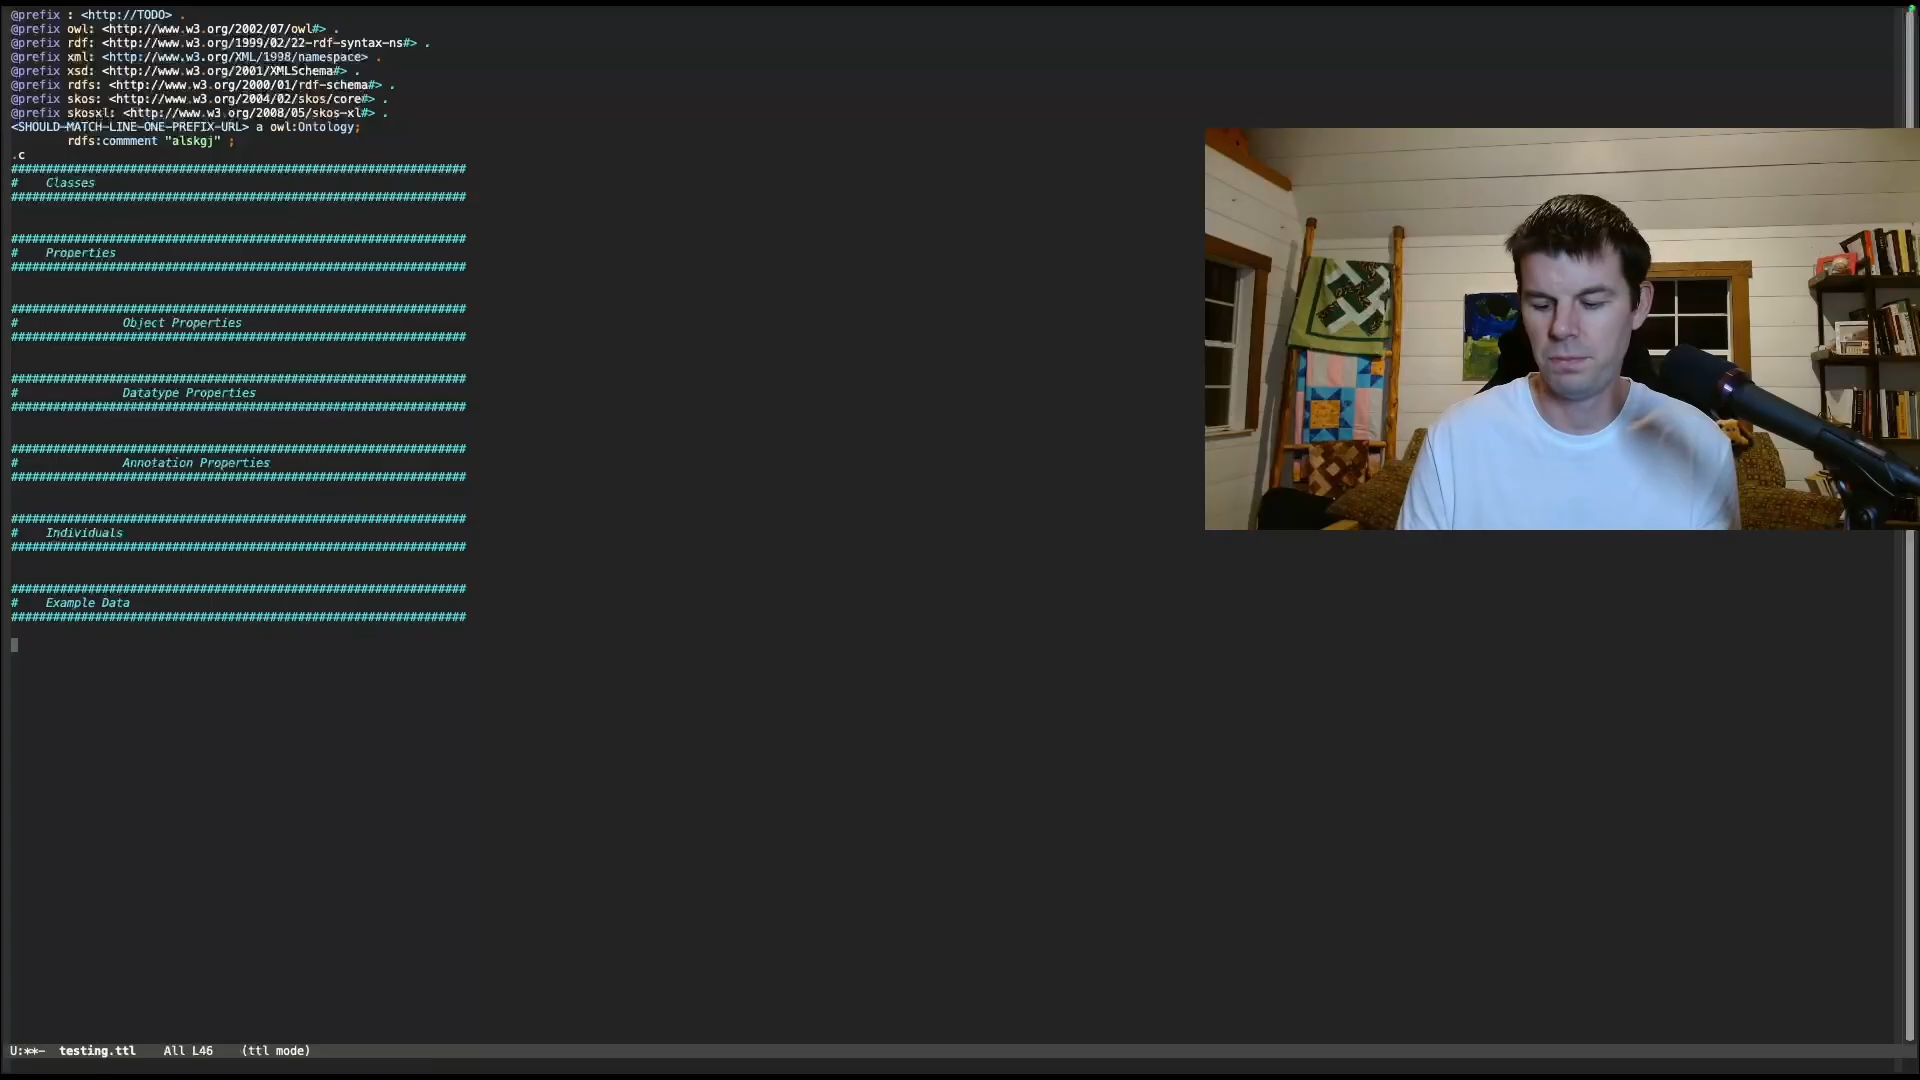 @prefix : <http://TODO> .
@prefix owl: <http://www.w3.org/2002/07/owl#> .
@prefix rdf: <http://www.w3.org/1999/02/22-rdf-syntax-ns#> .
@prefix xml: <http://www.w3.org/XML/1998/namespace> .
@prefix xsd: <http://www.w3.org/2001/XMLSchema#> .
@prefix rdfs: <http://www.w3.org/2000/01/rdf-schema#> .
@prefix skos: <http://www.w3.org/2004/02/skos/core#> .
@prefix skosxl: <http://www.w3.org/2008/05/skos-xl#> .
<SHOULD-MATCH-LINE-ONE-PREFIX-URL> a owl:Ontology;
rdfs:commment "alskgj" ;
.c
#################################################################
# Classes
#################################################################
#################################################################
# Properties
#################################################################
#################################################################
# Object Properties
#################################################################
#################################################################
# Datatype Properties
#################################################################
#################################################################
# Annotation Properties
#################################################################
#################################################################
# Individuals
#################################################################
#################################################################
# Example Data
#################################################################
U:**- testing.ttl All L46 (ttl mode)